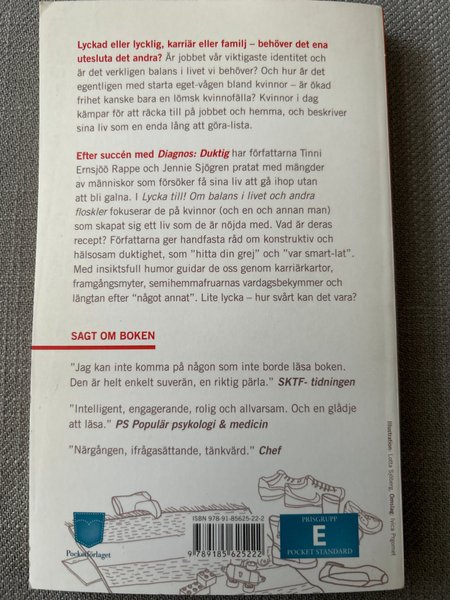 Lyckad eller lycklig, karriär eller familj – behöver det ena
utesluta det andra? Är jobbet vår viktigaste identitet och
är det verkligen balans i livet vi behöver? Och hur är det
egentligen med starta eget-vågen bland kvinnor – är ökad
frihet kanske bara en lömsk kvinnofälla? Kvinnor i dag
kämpar för att räcka till på jobbet och hemma, och beskriver
sina liv som en enda lång att göra-lista.
Efter succén med Diagnos: Duktig har författarna Tinni
Ernsjöö Rappe och Jennie Sjögren pratat med mängder
av människor som försöker få sina liv att gå ihop utan
att bli galna. I Lycka till! Om balans i livet och andra
floskler fokuserar de på kvinnor (och en och annan man)
som skapat sig ett liv som de är nöjda med. Vad är deras
recept? Författarna ger handfasta råd om konstruktiv och
hälsosam duktighet, som "hitta din grej" och "var smart-lat".
Med insiktsfull humor guidar de oss genom karriärkartor,
framgångsmyter, semihemmafruarnas vardagsbekymmer och
längtan efter "något annat". Lite lycka – hur svårt kan det vara?
SAGT OM BOKEN
"Jag kan inte komma på någon som inte borde läsa boken.
Den är helt enkelt suverän, en riktig pärla." SKTF- tidningen
"Intelligent, engagerande, rolig och allvarsam. Och en glädje
att läsa." PS Populär psykologi & medicin
"Närgången, ifrågasättande, tänkvärd." Chef
Illustration: Lotta Omslag:
Pocketförlaget
ISBN 978-91-85625-22-2
9 789185 625222
PRISGRUPP
E
POCKET STANDARD